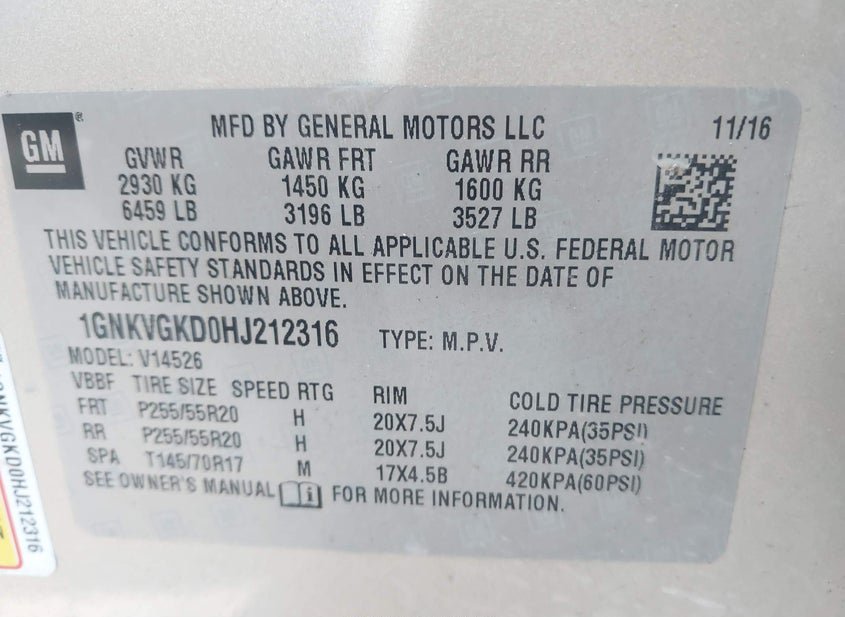 GM
MFD BY GENERAL MOTORS LLC 11/16
GVWR GAWR FRT GAWR RR
2930 KG 1450 KG 1600 KG
6459 LB 3196 LB 3527 LB
THIS VEHICLE CONFORMS TO ALL APPLICABLE U.S. FEDERAL MOTOR
VEHICLE SAFETY STANDARDS IN EFFECT ON THE DATE OF
MANUFACTURE SHOWN ABOVE.
1GNKVGKD0HJ212316 TYPE: M.P.V.
MODEL: V14526
VBBF TIRE SIZE SPEED RTG RIM COLD TIRE PRESSURE
FRT P255/55R20 H 20X7.5J 240KPA(35PSI)
RR P255/55R20 H 20X7.5J 240KPA(35PSI)
SPA T145/70R17 M 17X4.5B 420KPA(60PSI)
SEE OWNER'S MANUAL FOR MORE INFORMATION.
GNKVGKD0HJ212316